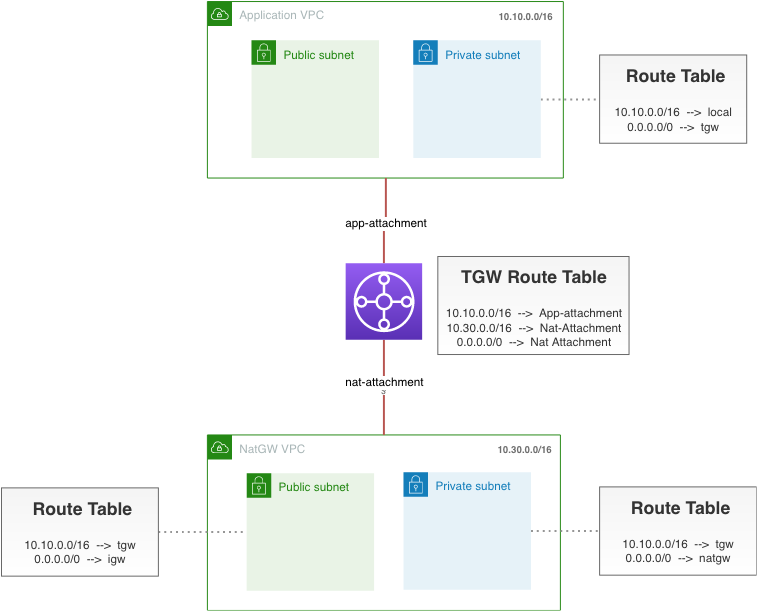 Application VPC
10.10.0.0/16
Public subnet
Private subnet
Route Table
10.10.0.0/16 --> local
0.0.0.0/0 --> tgw
app-attachment
TGW Route Table
10.10.0.0/16 --> App-attachment
10.30.0.0/16 --> Nat-Attachment
0.0.0.0/0 --> Nat Attachment
nat-attachment
NatGW VPC
10.30.0.0/16
Public subnet
Private subnet
Route Table
10.10.0.0/16 --> tgw
0.0.0.0/0 --> igw
Route Table
10.10.0.0/16 --> tgw
0.0.0.0/0 --> natgw